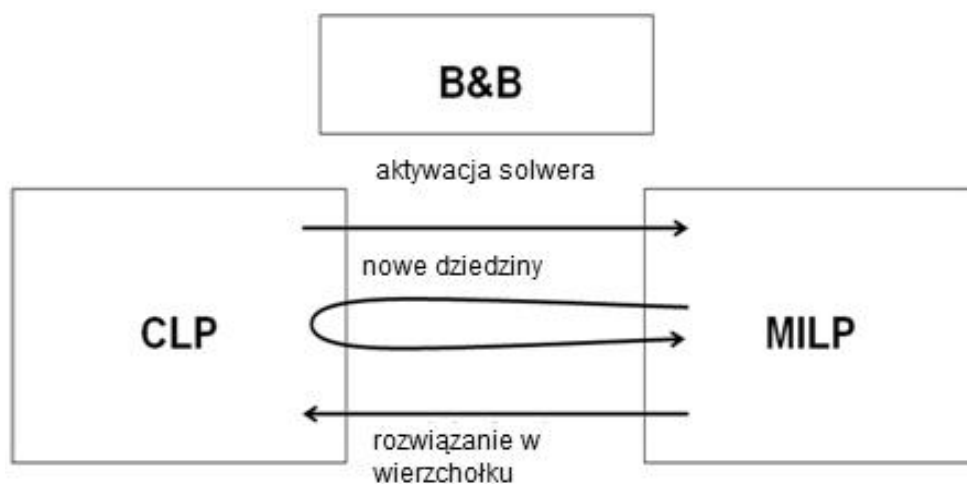 B&B
aktywacja solwera
nowe dziedziny
CLP
MILP
rozwiązanie w
wierzchołku